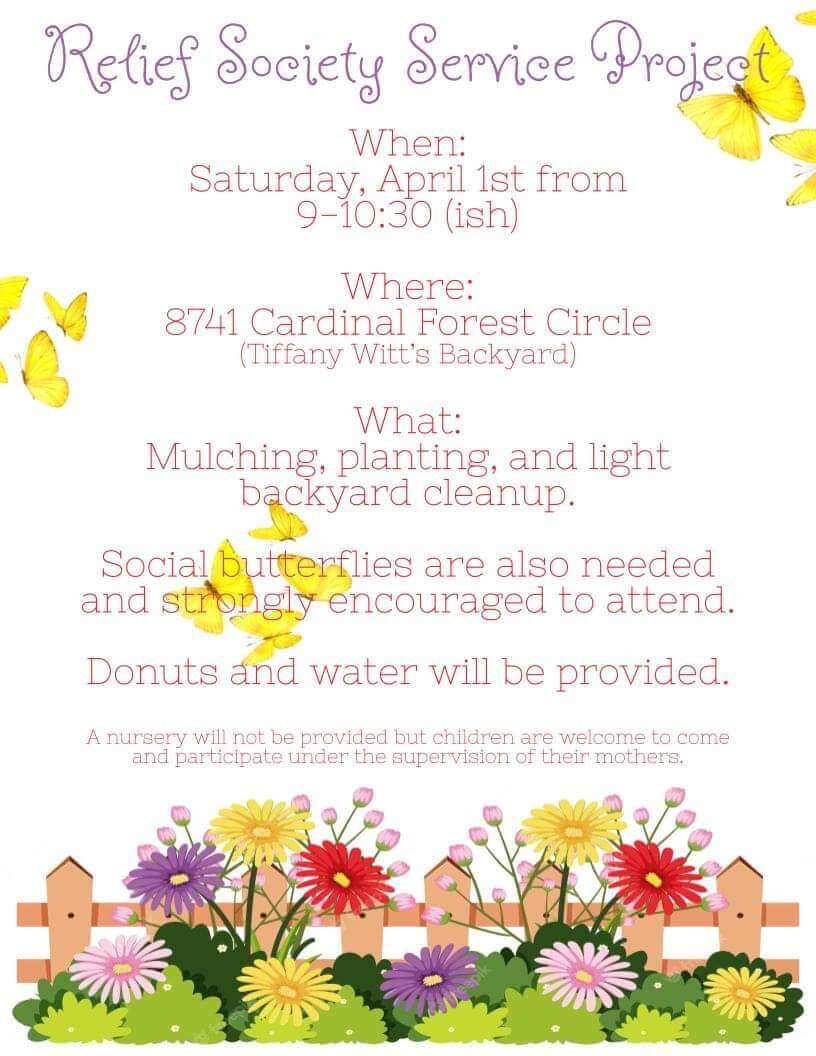 Relief Society Service Project
When:
Saturday, April 1st from
9-10:30 (ish)
Where:
8741 Cardinal Forest Circle
(Tiffany Witt's Backyard)
What:
Mulching, planting, and light
backyard cleanup.
Social butterflies are also needed
and strongly encouraged to attend.
Donuts and water will be provided.
A nursery will not be provided but children are welcome to come
and participate under the supervision of their mothers.